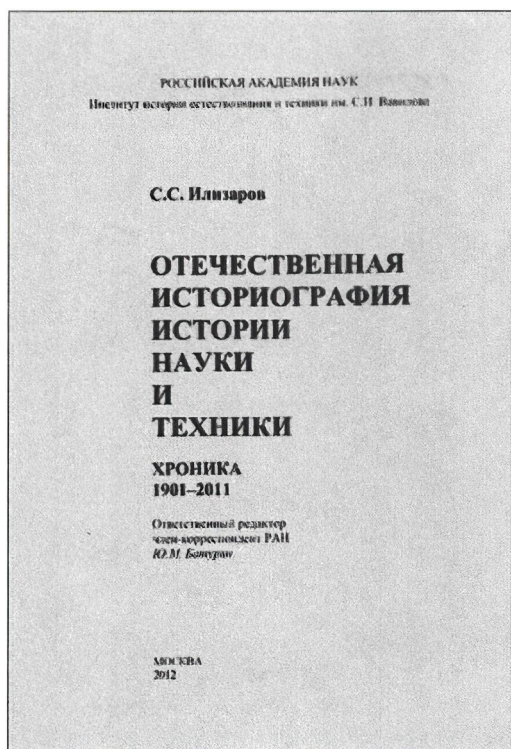 РОССИЙСКАЯ АКАДЕМИЯ НАУК
Институт истории естествознания и техники им. С.И. Вавилова
С.С. Илизаров
ОТЕЧЕСТВЕННАЯ
ИСТОРИОГРАФИЯ
ИСТОРИИ
НАУКИ
И
ТЕХНИКИ
ХРОНИКА
1901–2011
Ответственный редактор
член-корреспондент РАН
Ю.М. Батурин
МОСКВА
2012